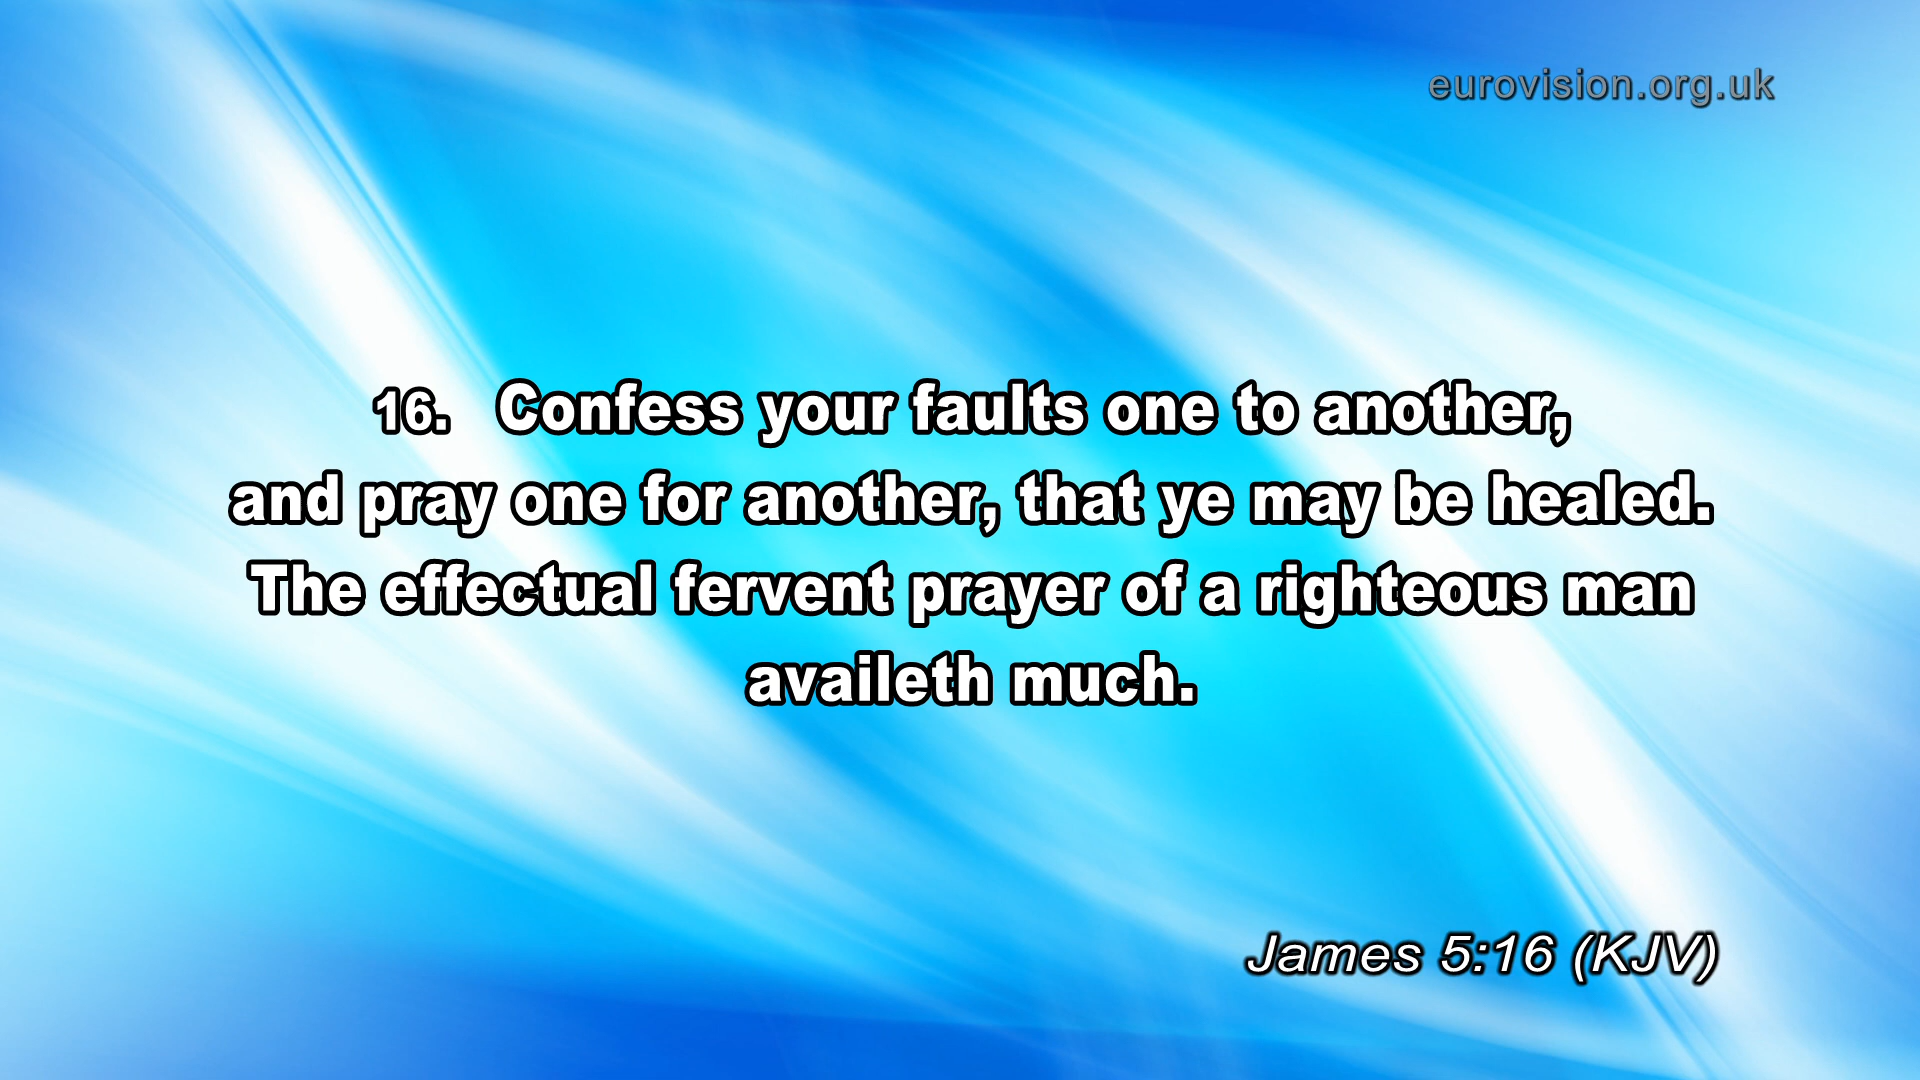 eurovision.org.uk
16. Confess your faults one to another,
and pray one for another, that ye may be healed.
The effectual fervent prayer of a righteous man
availeth much.
James 5:16 (KJV)